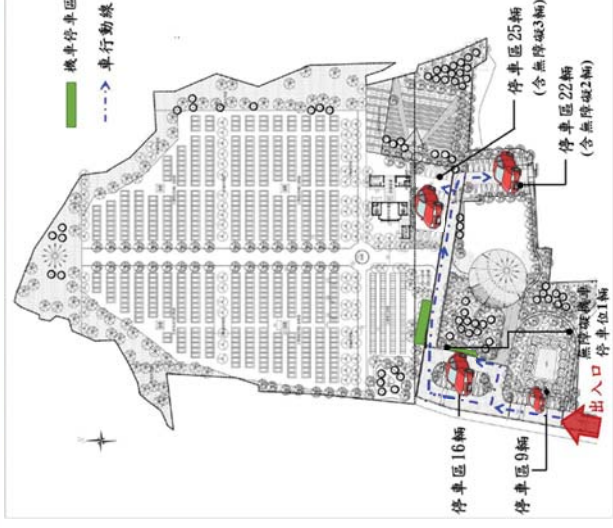 機車停車區
車行動線
停車區25輛
(含無障礙3輛)
停車區22輛
(含無障礙2輛)
無障礙機車
停車位1輛
出入口
停車區16輛
停車區9輛